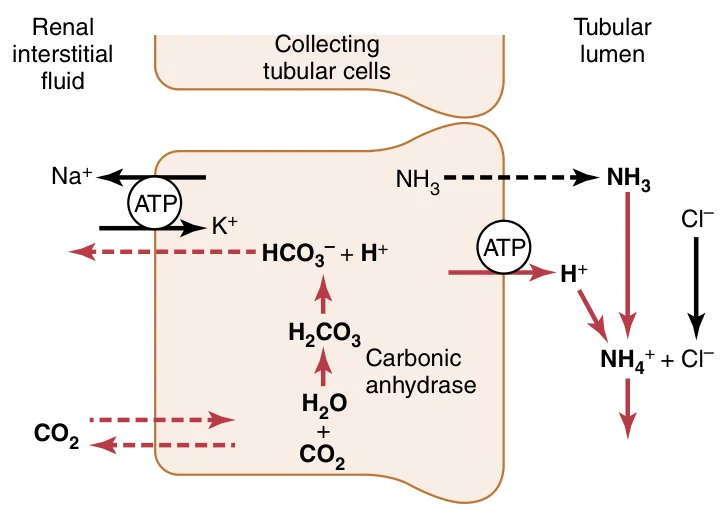 Renal
interstitial
fluid
Collecting
tubular cells
Tubular
lumen
Na⁺
ATP
K⁺
NH₃
NH₃
Cl⁻
HCO₃⁻ + H⁺
ATP
H⁺
H₂CO₃
Carbonic
anhydrase
NH₄⁺ + Cl⁻
H₂O
+
CO₂
CO₂